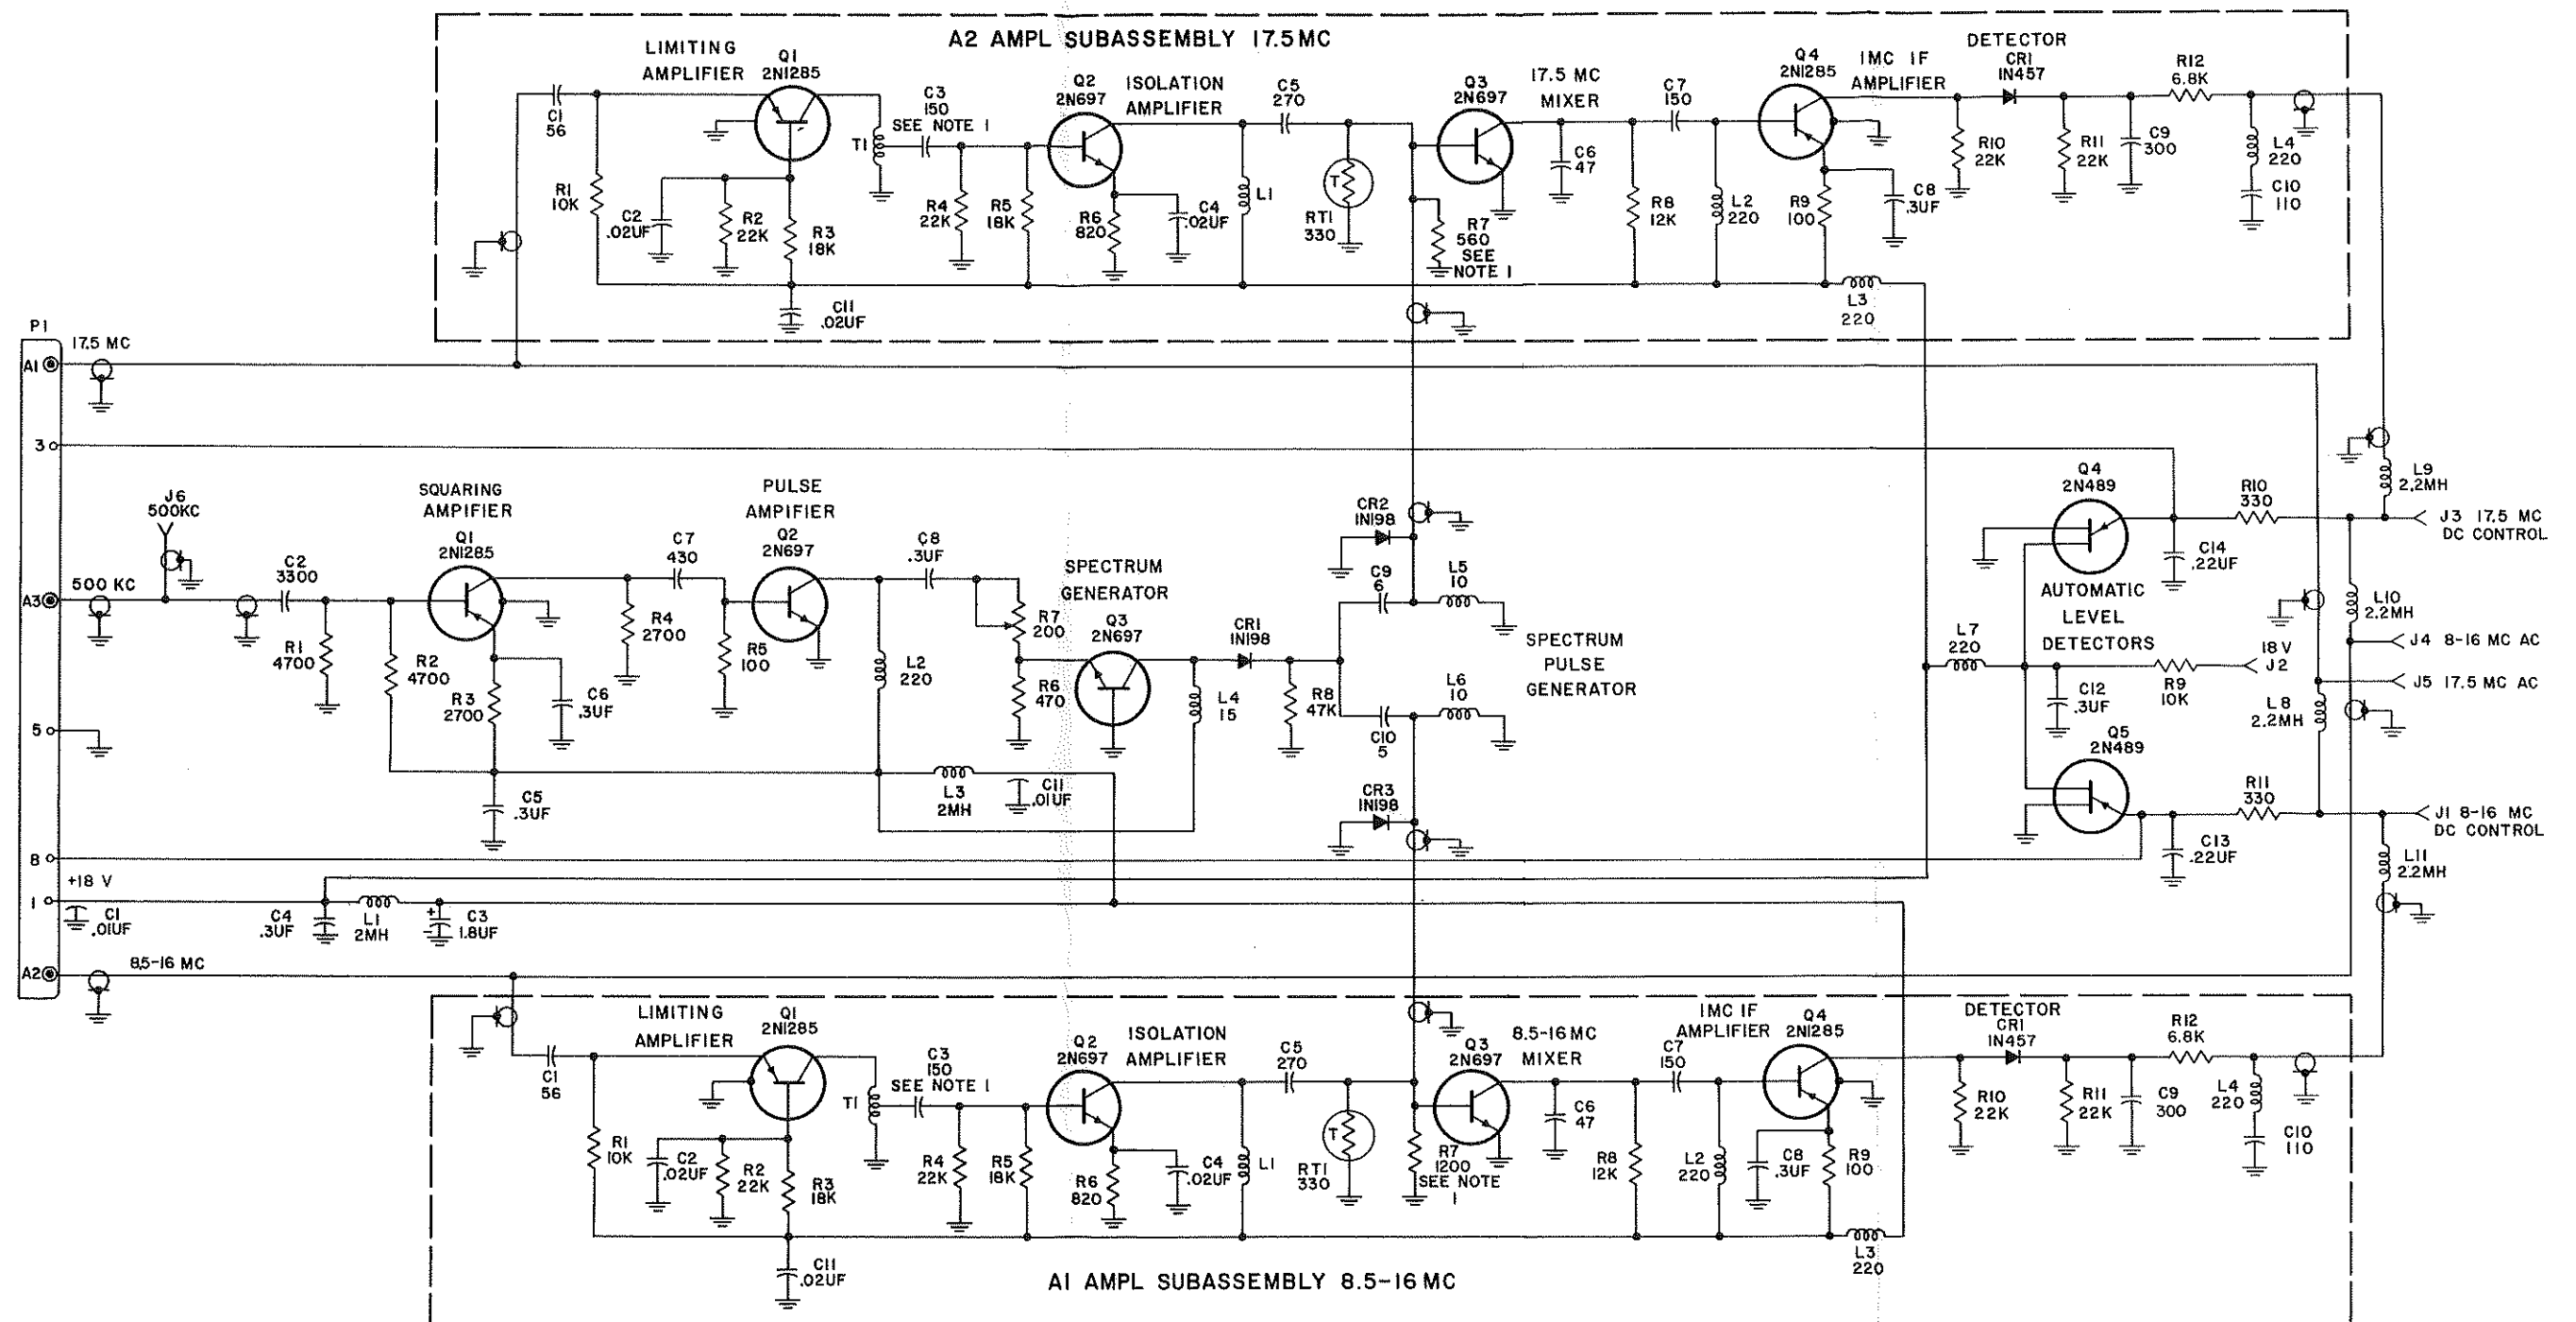 A2 AMPL SUBASSEMBLY 17.5MC
LIMITING
AMPLIFIER
Q1
2N1285
C1
56
R1
10K
C2
.02UF
R2
22K
R3
18K
C11
.02UF
T1
C3
150
SEE NOTE 1
R4
22K
R5
18K
Q2
2N697
ISOLATION
AMPLIFIER
R6
820
C4
.02UF
L1
C5
270
T
RT1
330
Q3
2N697
17.5 MC
MIXER
R7
560
SEE
NOTE 1
C6
47
R8
12K
C7
150
L2
220
Q4
2N1285
1MC IF
AMPLIFIER
R9
100
C8
.3UF
L3
220
DETECTOR
CR1
1N457
R10
22K
R11
22K
C9
300
R12
6.8K
L4
220
C10
110
P1
A1
17.5 MC
3
J6
500KC
A3
500 KC
C2
3300
R1
4700
R2
4700
SQUARING
AMPIFIER
Q1
2N1285
R3
2700
C6
.3UF
C5
.3UF
R4
2700
C7
430
R5
100
PULSE
AMPIFIER
Q2
2N697
L2
220
C8
.3UF
R7
200
R6
470
L3
2MH
C11
.01UF
SPECTRUM
GENERATOR
Q3
2N697
L4
15
CR1
1N198
R8
47K
CR2
1N198
C9
6
L5
10
C10
5
L6
10
CR3
1N198
SPECTRUM
PULSE
GENERATOR
Q4
2N489
AUTOMATIC
LEVEL
DETECTORS
R10
330
C14
.22UF
L7
220
C12
.3UF
R9
10K
18 V
J2
Q5
2N489
R11
330
C13
.22UF
L9
2.2MH
J3 17.5 MC
DC CONTROL
L10
2.2MH
J4 8-16 MC AC
J5 17.5 MC AC
L8
2.2MH
J1 8-16 MC
DC CONTROL
L11
2.2MH
5
8
+18 V
1
C1
.01UF
C4
.3UF
L1
2MH
+
-
C3
1.8UF
A2
8.5-16 MC
LIMITING
AMPLIFIER
Q1
2N1285
C1
56
R1
10K
C2
.02UF
R2
22K
R3
18K
C11
.02UF
T1
C3
150
SEE NOTE 1
R4
22K
R5
18K
Q2
2N697
ISOLATION
AMPLIFIER
R6
820
C4
.02UF
L1
C5
270
T
RT1
330
Q3
2N697
8.5-16 MC
MIXER
R7
1200
SEE NOTE
1
C6
47
R8
12K
C7
150
L2
220
1MC IF
AMPLIFIER
Q4
2N1285
C8
.3UF
R9
100
L3
220
DETECTOR
CR1
1N457
R10
22K
R11
22K
C9
300
R12
6.8K
L4
220
C10
110
A1 AMPL SUBASSEMBLY 8.5-16 MC